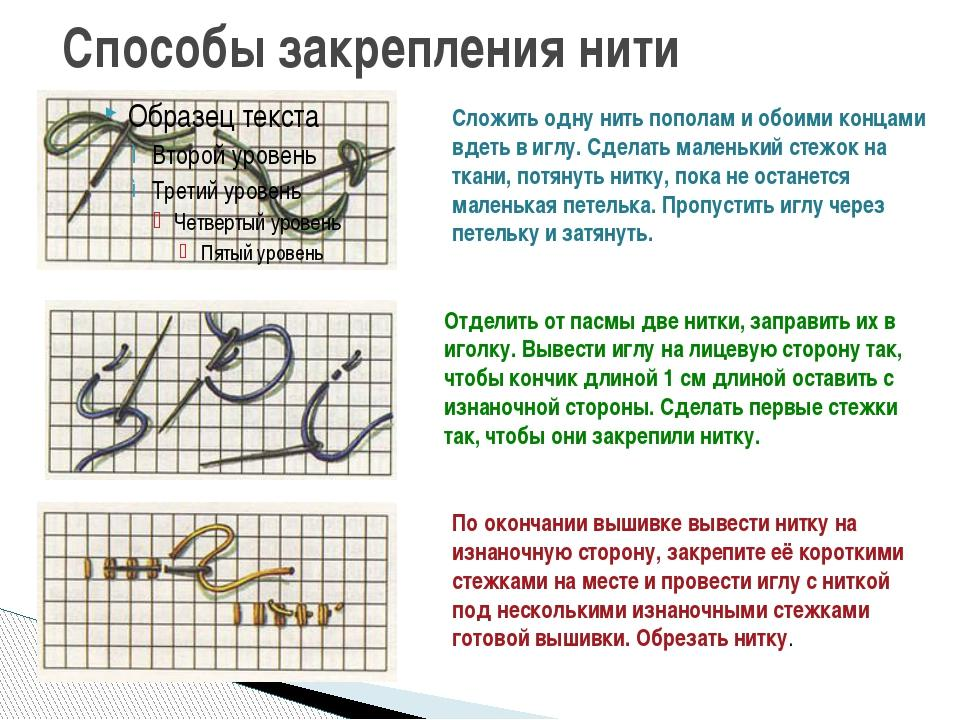 Способы закрепления нити
Образец текста
Второй уровень
Третий уровень
Четвертый уровень
Пятый уровень
Сложить одну нить пополам и обоими концами
вдеть в иглу. Сделать маленький стежок на
ткани, потянуть нитку, пока не останется
маленькая петелька. Пропустить иглу через
петельку и затянуть.
Отделить от пасмы две нитки, заправить их в
иголку. Вывести иглу на лицевую сторону так,
чтобы кончик длиной 1 см длиной оставить с
изнаночной стороны. Сделать первые стежки
так, чтобы они закрепили нитку.
По окончании вышивке вывести нитку на
изнаночную сторону, закрепите её короткими
стежками на месте и провести иглу с ниткой
под несколькими изнаночными стежками
готовой вышивки. Обрезать нитку.